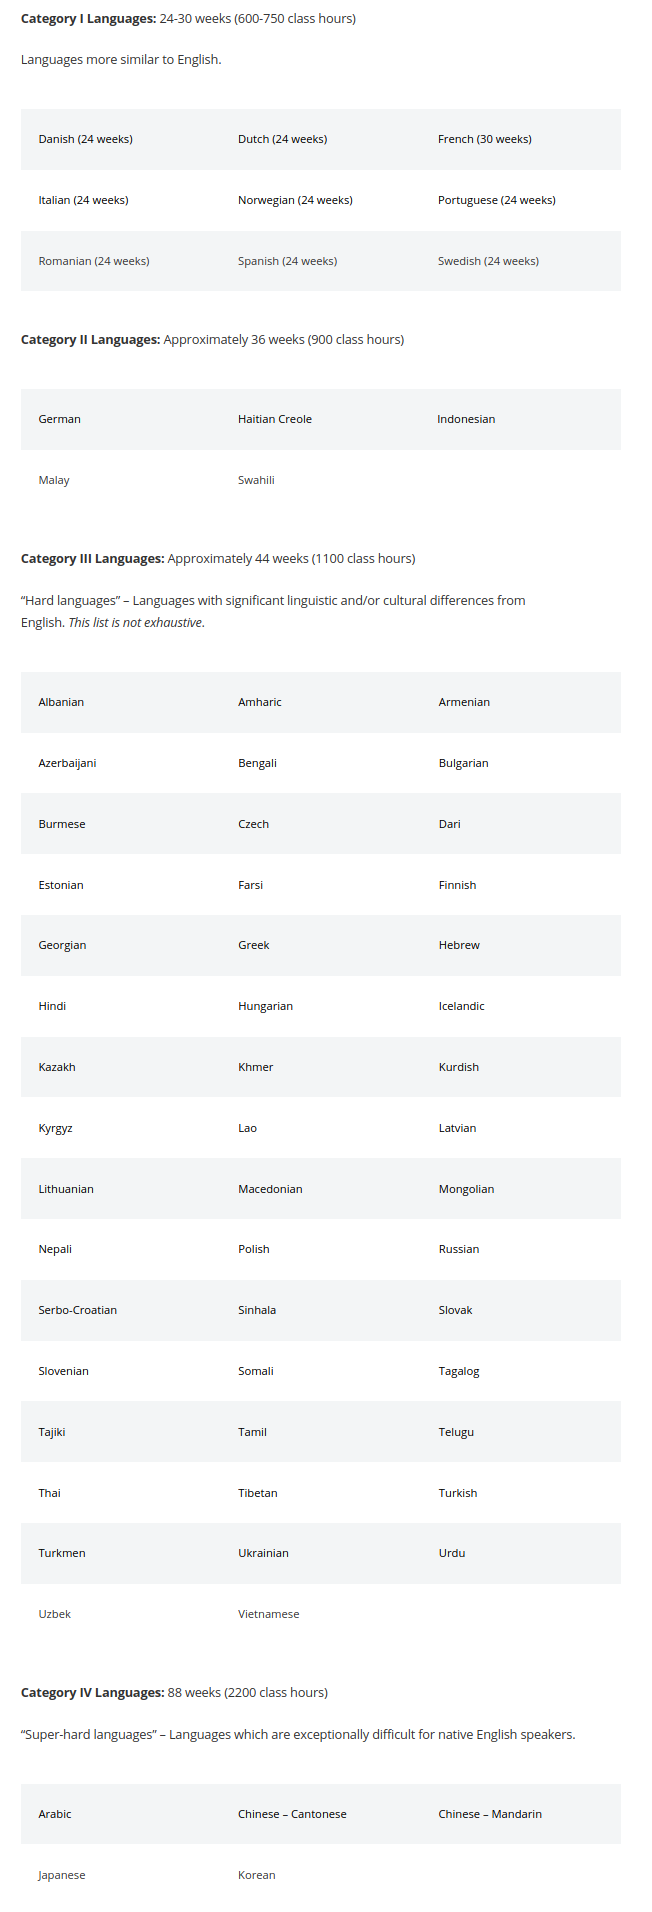 Category I Languages: 24-30 weeks (600-750 class hours)
Languages more similar to English.
Danish (24 weeks) Dutch (24 weeks) French (30 weeks)
Italian (24 weeks) Norwegian (24 weeks) Portuguese (24 weeks)
Romanian (24 weeks) Spanish (24 weeks) Swedish (24 weeks)
Category II Languages: Approximately 36 weeks (900 class hours)
German Haitian Creole Indonesian
Malay Swahili
Category III Languages: Approximately 44 weeks (1100 class hours)
“Hard languages” – Languages with significant linguistic and/or cultural differences from
English. This list is not exhaustive.
Albanian Amharic Armenian
Azerbaijani Bengali Bulgarian
Burmese Czech Dari
Estonian Farsi Finnish
Georgian Greek Hebrew
Hindi Hungarian Icelandic
Kazakh Khmer Kurdish
Kyrgyz Lao Latvian
Lithuanian Macedonian Mongolian
Nepali Polish Russian
Serbo-Croatian Sinhala Slovak
Slovenian Somali Tagalog
Tajiki Tamil Telugu
Thai Tibetan Turkish
Turkmen Ukrainian Urdu
Uzbek Vietnamese
Category IV Languages: 88 weeks (2200 class hours)
“Super-hard languages” – Languages which are exceptionally difficult for native English speakers.
Arabic Chinese – Cantonese Chinese – Mandarin
Japanese Korean